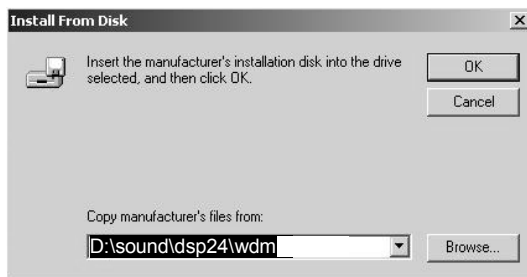 Install From Disk
Insert the manufacturer's installation disk into the drive
selected, and then click OK.
OK
Cancel
Copy manufacturer's files from:
D:\sound\dsp24\wdm
Browse...